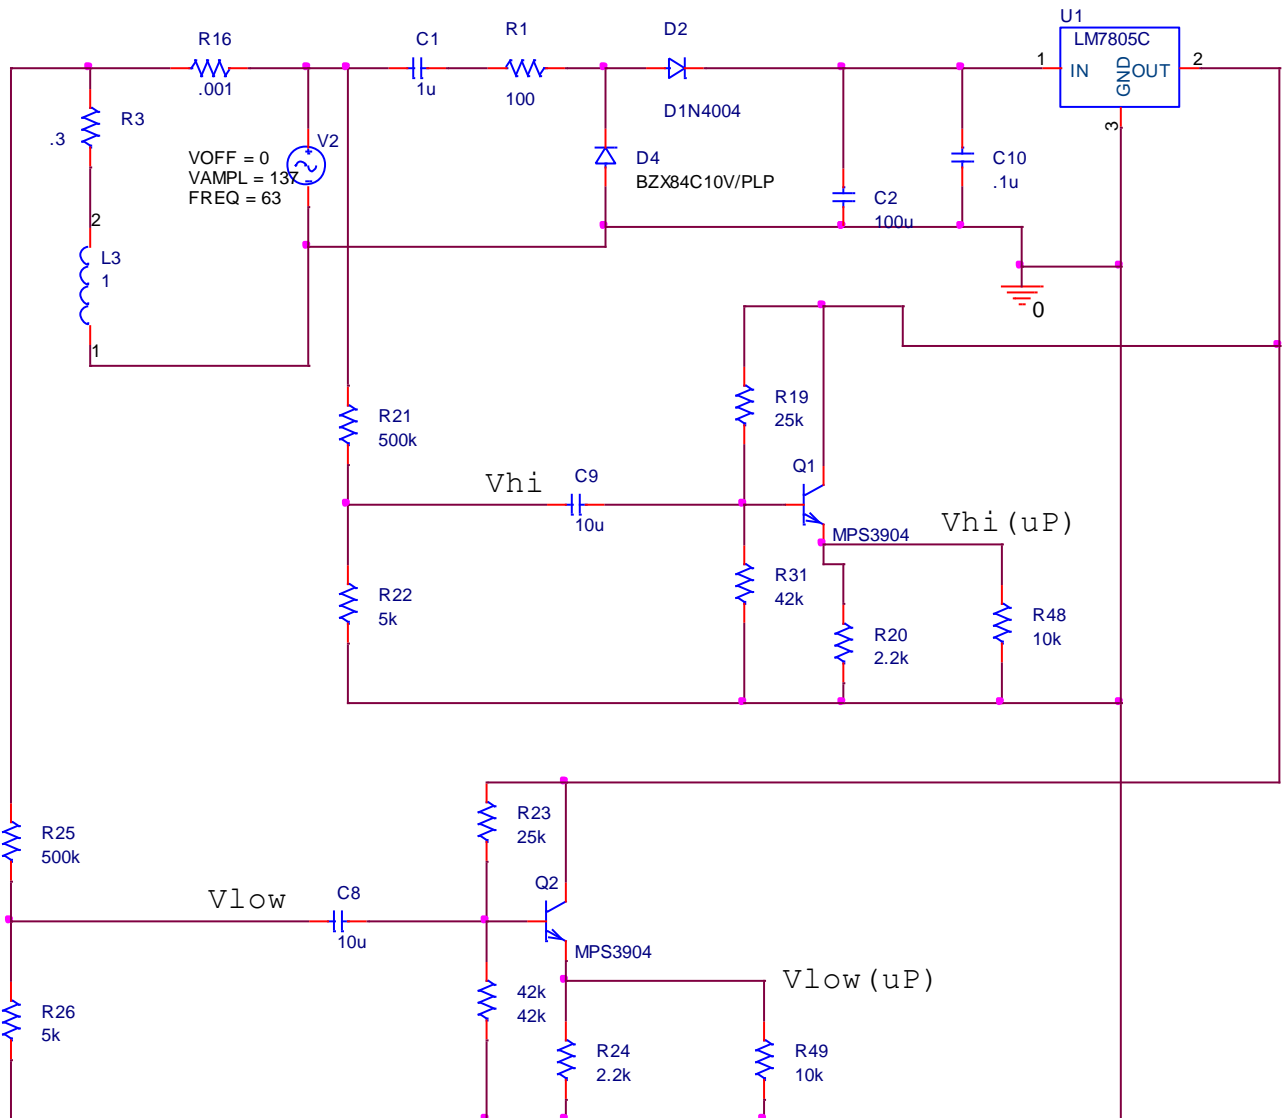 U1
R16
C1
R1
D2
LM7805C
1
IN
GND
OUT
2
.001
1u
100
D1N4004
3
R3
.3
V2
VOFF = 0
VAMPL = 137
FREQ = 63
D4
BZX84C10V/PLP
C10
.1u
C2
100u
2
L3
1
1
0
R21
500k
R19
25k
Vhi
C9
10u
Q1
MPS3904
Vhi(uP)
R22
5k
R31
42k
R20
2.2k
R48
10k
R25
500k
R23
25k
Vlow
C8
10u
Q2
MPS3904
Vlow(uP)
R26
5k
42k
42k
R24
2.2k
R49
10k